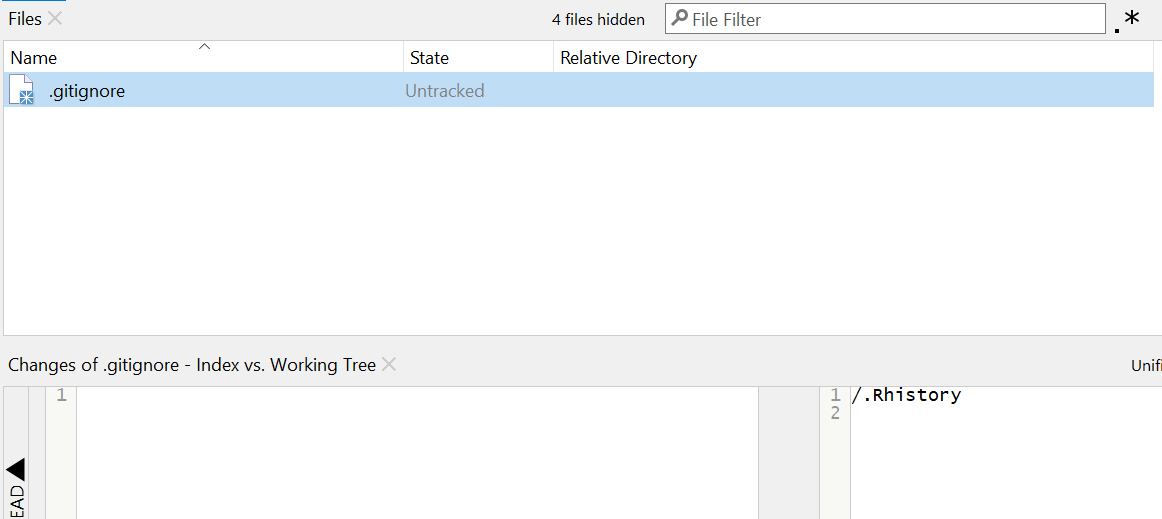 Files 4 files hidden File Filter .*
Name State Relative Directory
.gitignore Untracked
Changes of .gitignore - Index vs. Working Tree Unifi
1 1 /.Rhistory
2
EAD